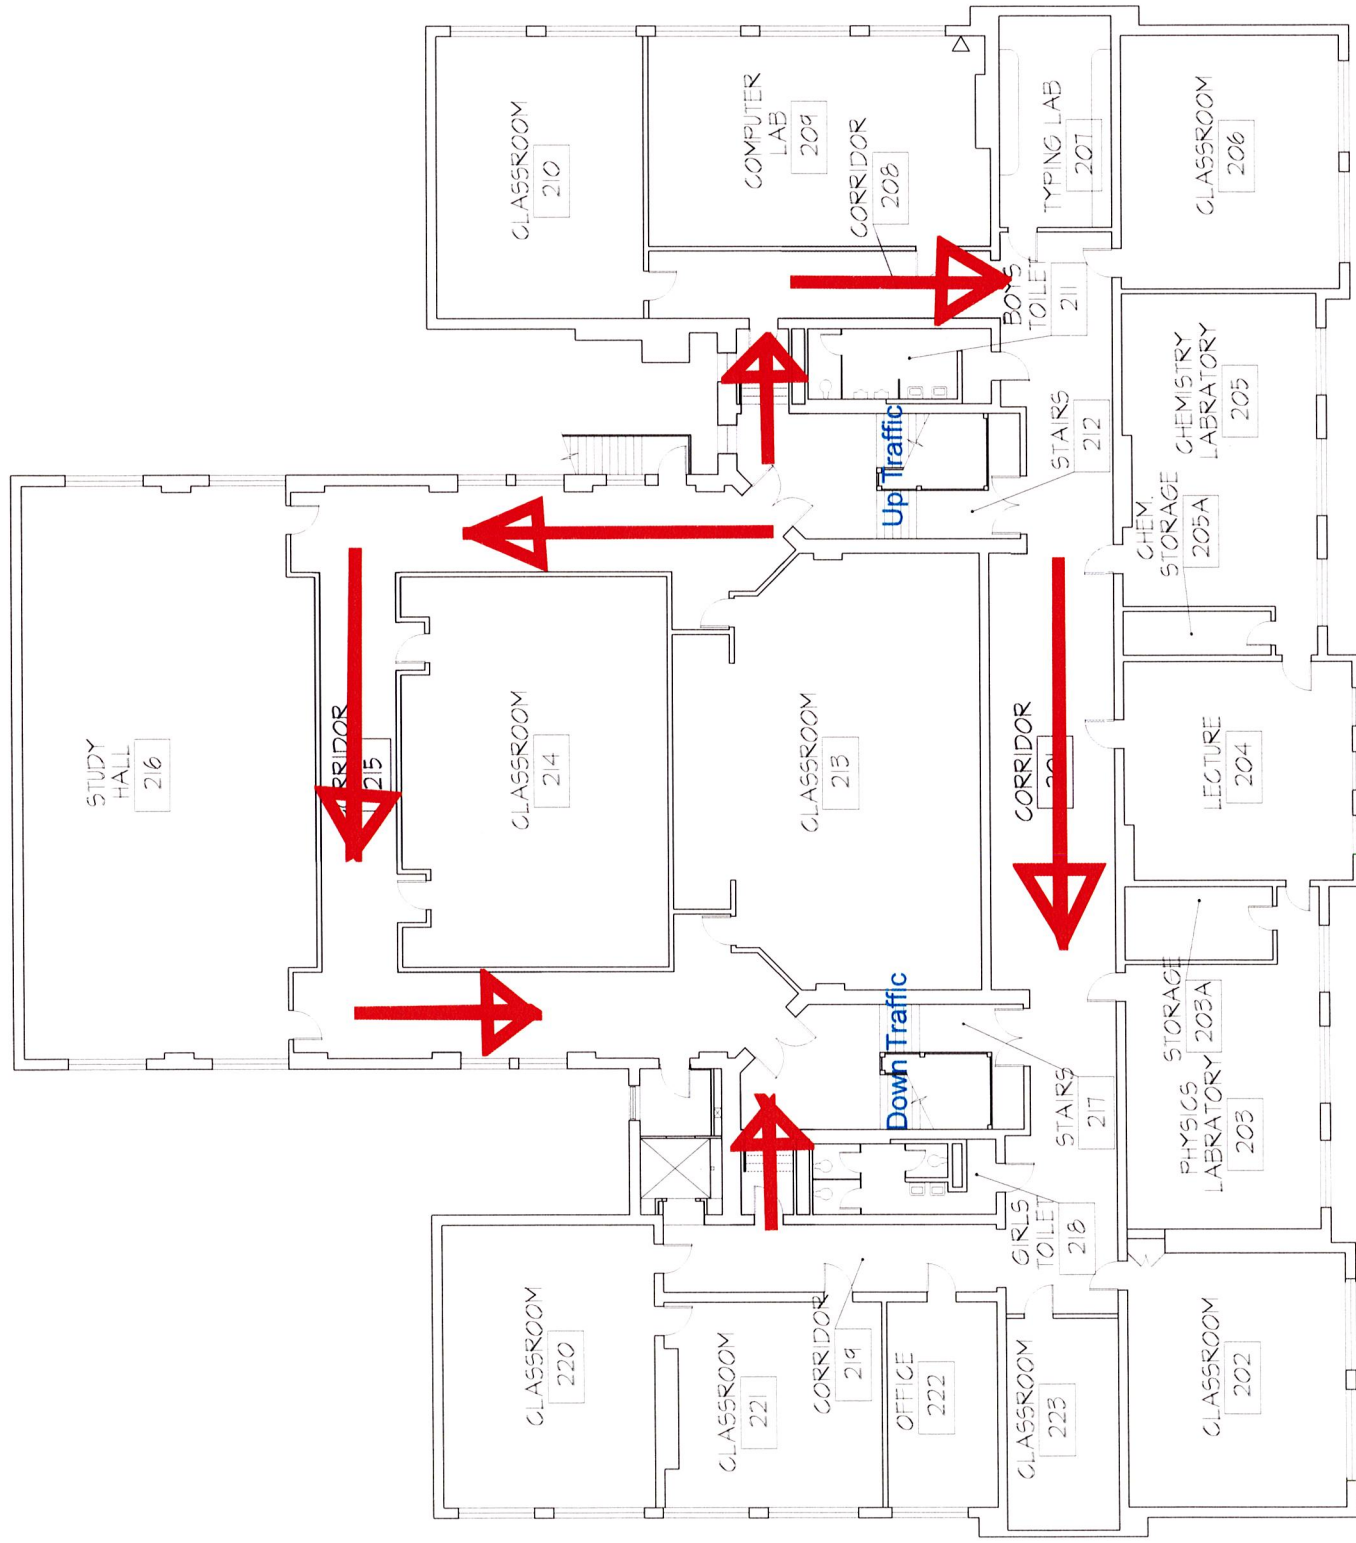 CLASSROOM
210
COMPUTER
LAB
209
CORRIDOR
208
TYPING LAB
207
CLASSROOM
206
BOYS
TOILET
211
STUDY
HALL
216
CORRIDOR
215
CLASSROOM
214
CLASSROOM
213
Up Traffic
STAIRS
212
CHEMISTRY
LABRATORY
205
CHEM.
STORAGE
205A
CORRIDOR
201
LECTURE
204
Down Traffic
STAIRS
217
STORAGE
203A
PHYSICS
LABRATORY
203
GIRLS
TOILET
218
CLASSROOM
220
CLASSROOM
221
CORRIDOR
219
OFFICE
222
CLASSROOM
223
CLASSROOM
202